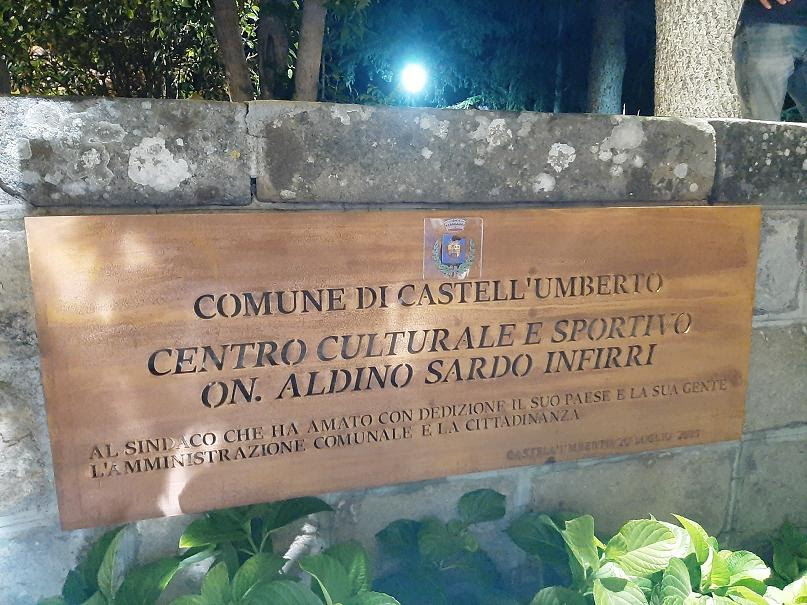 COMUNE DI CASTELL'UMBERTO
CENTRO CULTURALE E SPORTIVO
ON. ALDINO SARDO INFIRRI
AL SINDACO CHE HA AMATO CON DEDIZIONE IL SUO PAESE E LA SUA GENTE
L'AMMINISTRAZIONE COMUNALE E LA CITTADINANZA
CASTELL'UMBERTO 20 LUGLIO